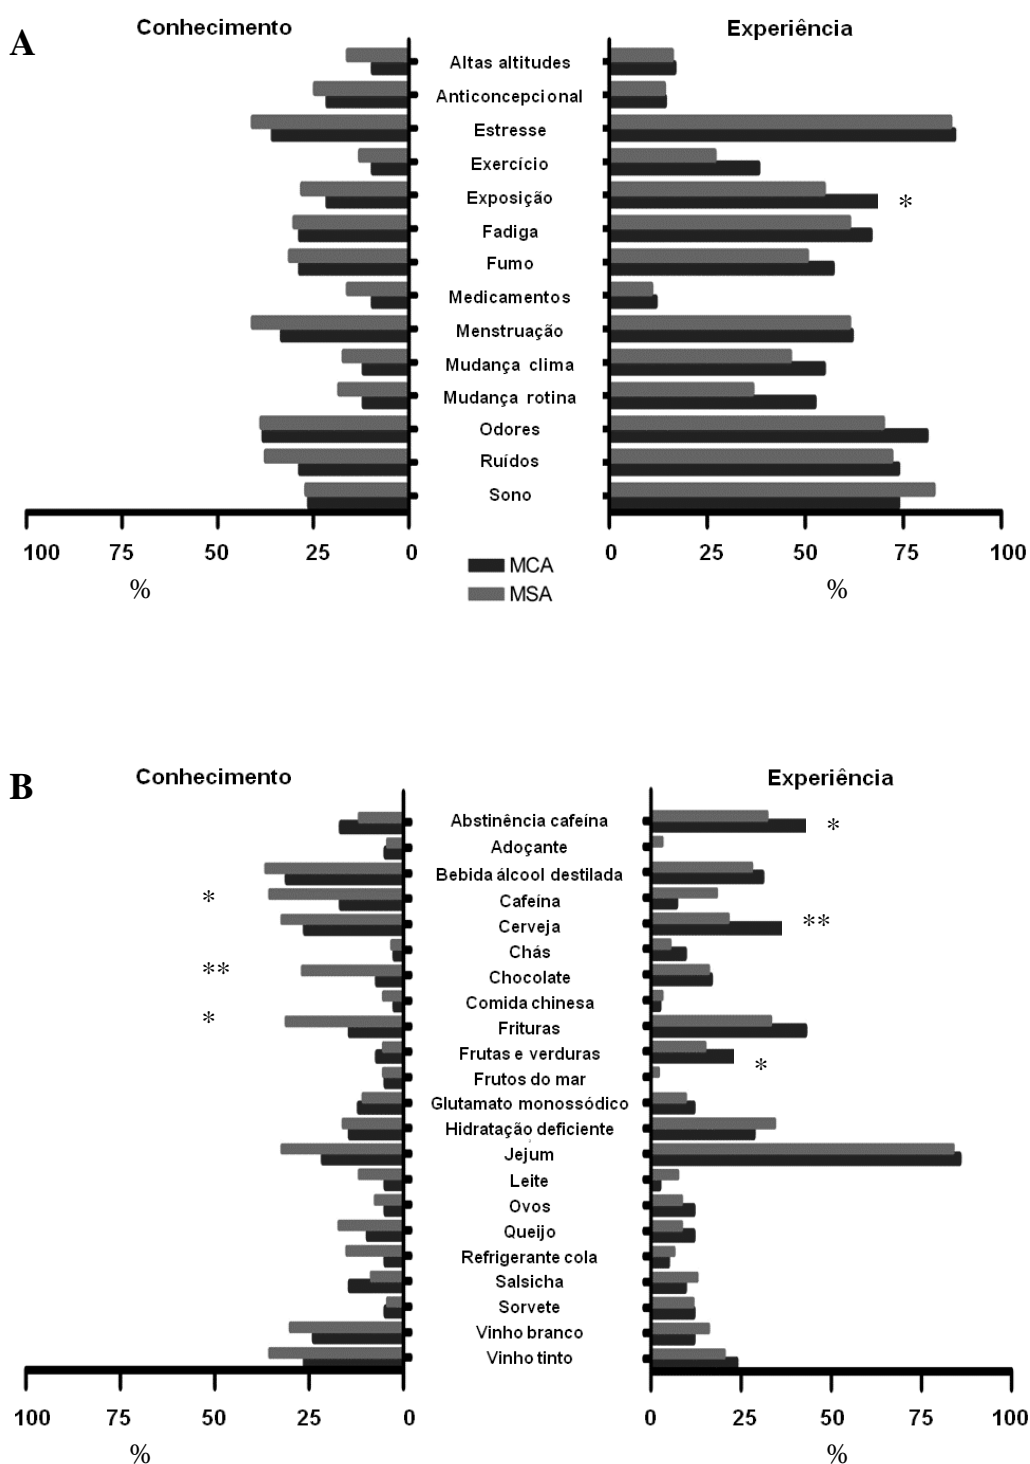 A
Conhecimento
Experiência
Altas altitudes
Anticoncepcional
Estresse
Exercício
Exposição
*
Fadiga
Fumo
Medicamentos
Menstruação
Mudança clima
Mudança rotina
Odores
Ruídos
Sono
100 75 50 25 0
0 25 50 75 100
%
%
MCA
MSA
B
Conhecimento
Experiência
Abstinência cafeína
*
Adoçante
Bebida álcool destilada
* Cafeína
Cerveja **
Chás
** Chocolate
Comida chinesa
* Frituras
Frutas e verduras *
Frutos do mar
Glutamato monossódico
Hidratação deficiente
Jejum
Leite
Ovos
Queijo
Refrigerante cola
Salsicha
Sorvete
Vinho branco
Vinho tinto
100 75 50 25 0
0 25 50 75 100
%
%